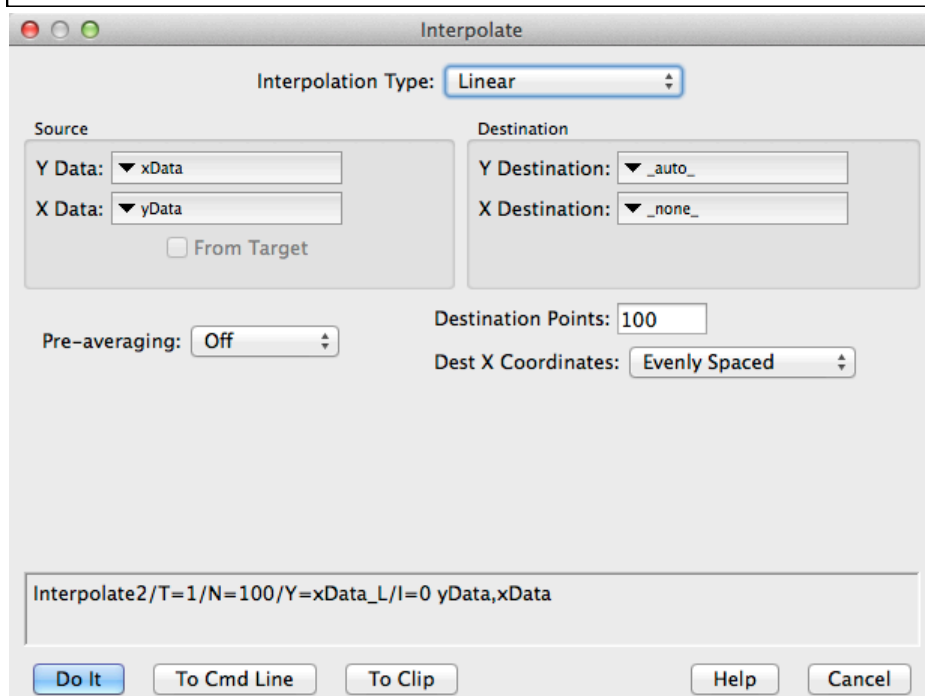 Interpolate
Interpolation Type: Linear
Source
Y Data: xData
X Data: yData
From Target
Destination
Y Destination: _auto_
X Destination: _none_
Pre-averaging: Off
Destination Points: 100
Dest X Coordinates: Evenly Spaced
Interpolate2/T=1/N=100/Y=xData_L/I=0 yData,xData
Do It To Cmd Line To Clip Help Cancel